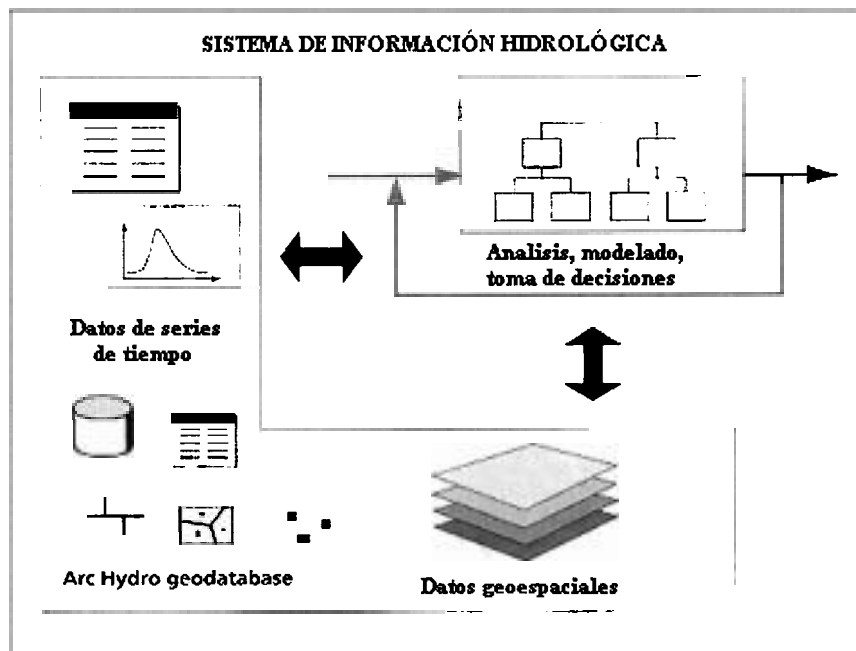 SISTEMA DE INFORMACIÓN HIDROLÓGICA
Analisis, modelado,
toma de decisiones
Datos de series
de tiempo
Arc Hydro geodatabase
Datos geoespaciales